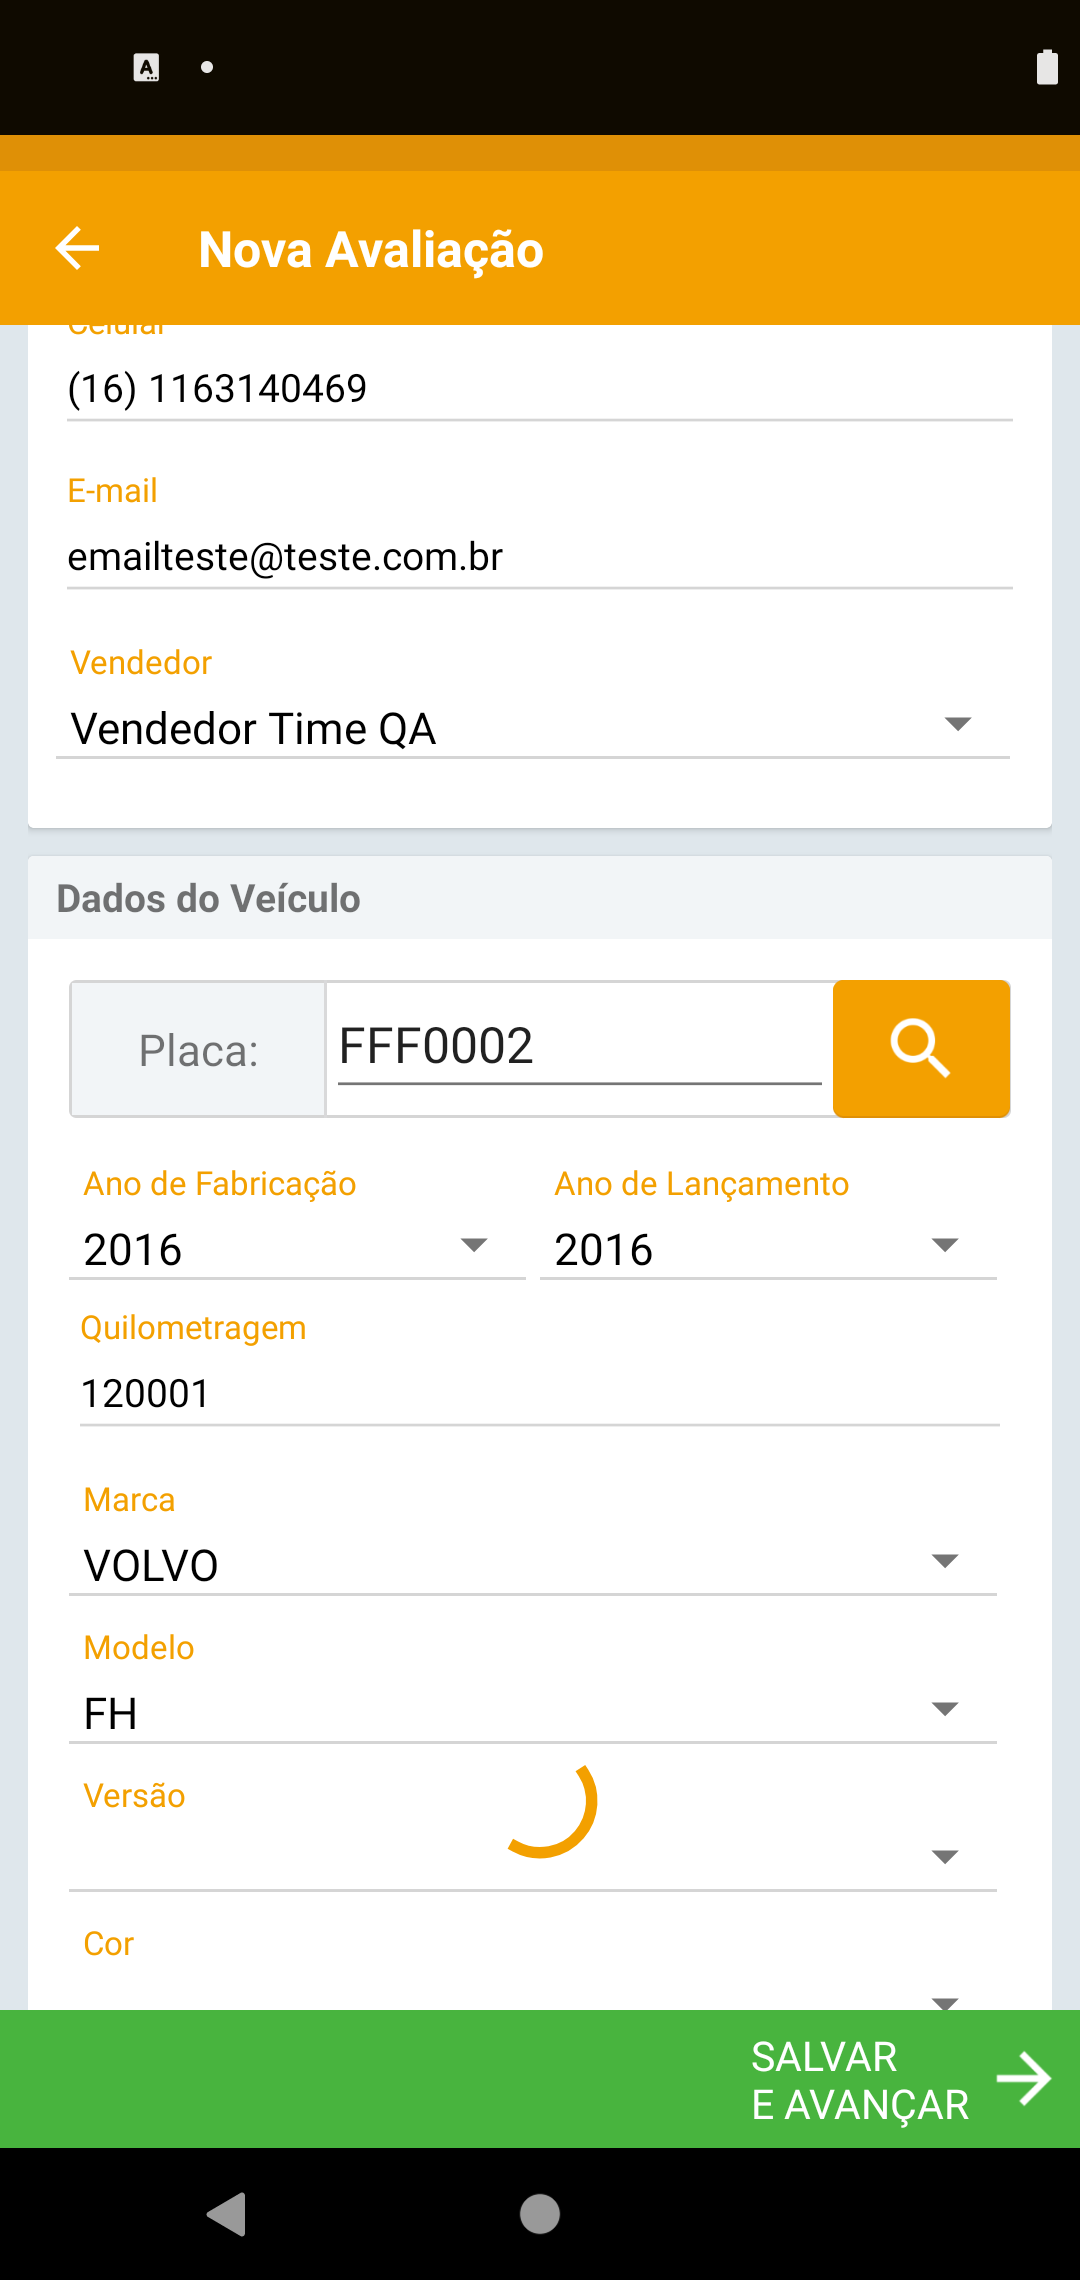 Nova Avaliação
Celular
(16) 1163140469
E-mail
emailteste@teste.com.br
Vendedor
Vendedor Time QA
Dados do Veículo
Placa:
FFF0002
Ano de Fabricação
Ano de Lançamento
2016
2016
Quilometragem
120001
Marca
VOLVO
Modelo
FH
Versão
Cor
SALVAR
E AVANÇAR